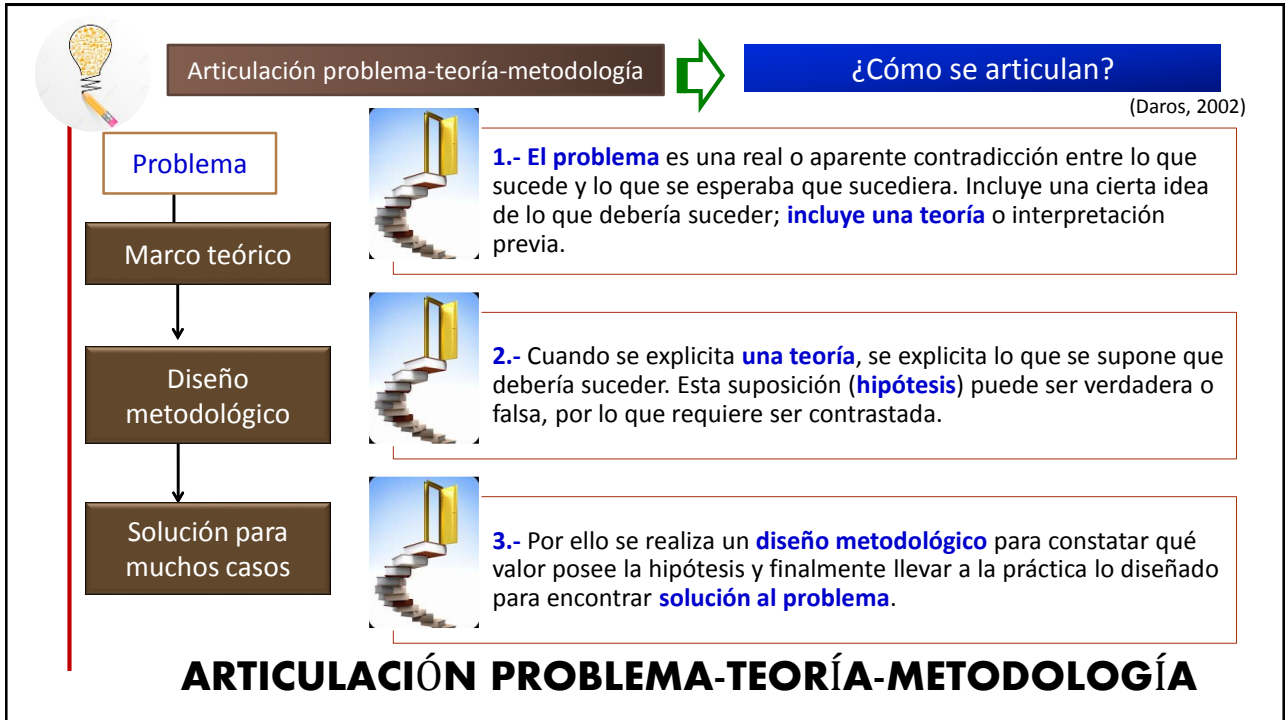 Articulación problema-teoría-metodología
¿Cómo se articulan?
(Daros, 2002)
Problema
Marco teórico
Diseño
metodológico
Solución para
muchos casos
1.- El problema es una real o aparente contradicción entre lo que
sucede y lo que se esperaba que sucediera. Incluye una cierta idea
de lo que debería suceder; incluye una teoría o interpretación
previa.
2.- Cuando se explicita una teoría, se explicita lo que se supone que
debería suceder. Esta suposición (hipótesis) puede ser verdadera o
falsa, por lo que requiere ser contrastada.
3.- Por ello se realiza un diseño metodológico para constatar qué
valor posee la hipótesis y finalmente llevar a la práctica lo diseñado
para encontrar solución al problema.
ARTICULACIÓN PROBLEMA-TEORÍA-METODOLOGÍA